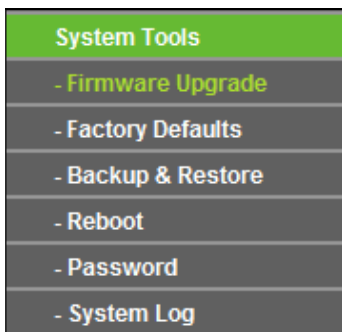 System Tools
- Firmware Upgrade
- Factory Defaults
- Backup & Restore
- Reboot
- Password
- System Log